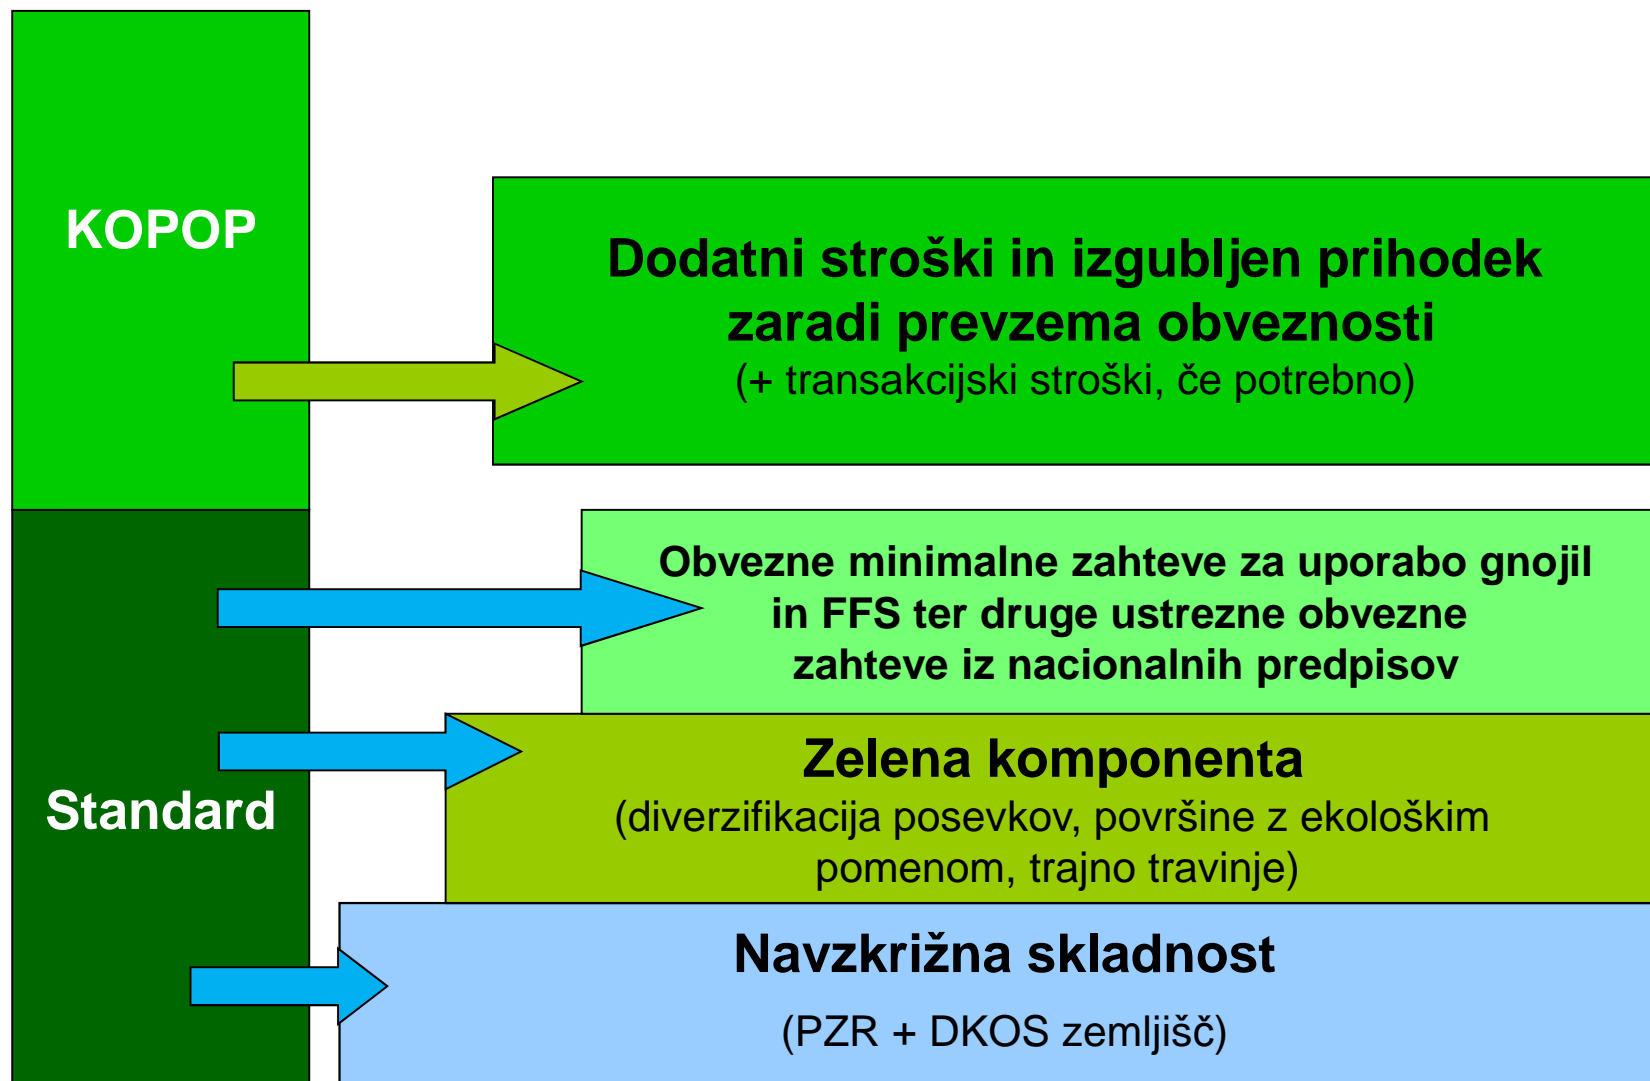 KOPOP
Dodatni stroški in izgubljen prihodek
zaradi prevzema obveznosti
(+ transakcijski stroški, če potrebno)
Obvezne minimalne zahteve za uporabo gnojil
in FFS ter druge ustrezne obvezne
zahteve iz nacionalnih predpisov
Zelena komponenta
(diverzifikacija posevkov, površine z ekološkim
pomenom, trajno travinje)
Standard
Navzkrižna skladnost
(PZR + DKOS zemljišč)